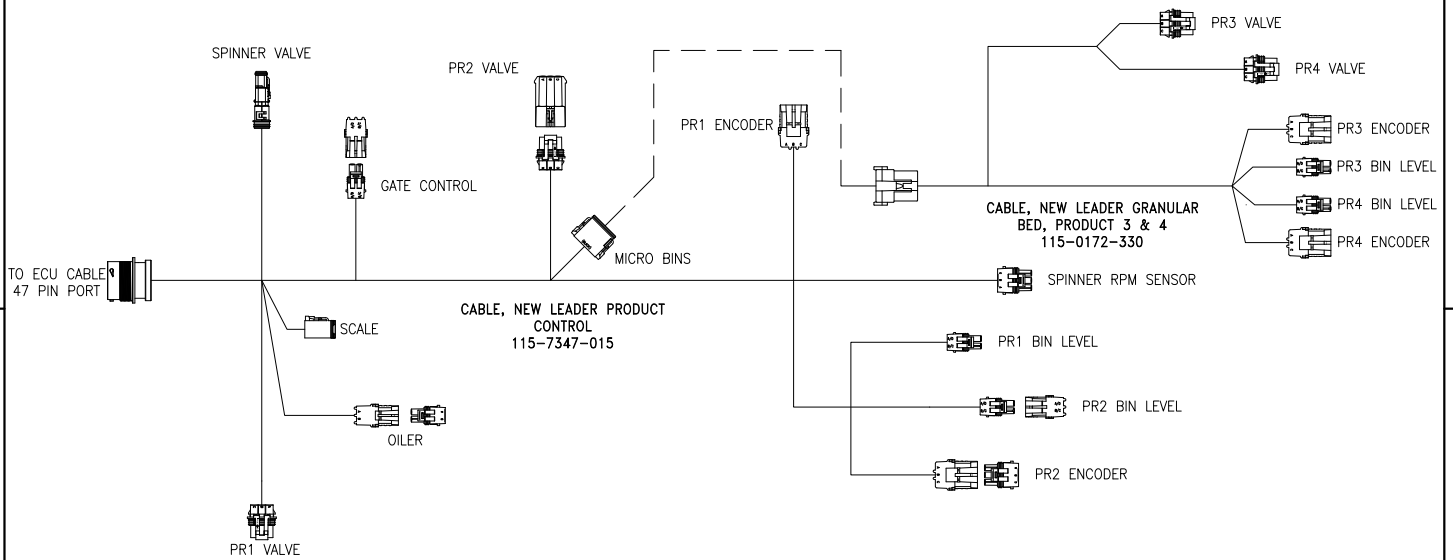 PR3 VALVE
SPINNER VALVE
PR2 VALVE
PR4 VALVE
PR1 ENCODER
PR3 ENCODER
PR3 BIN LEVEL
GATE CONTROL
PR4 BIN LEVEL
CABLE, NEW LEADER GRANULAR
BED, PRODUCT 3 & 4
115-0172-330
PR4 ENCODER
MICRO BINS
TO ECU CABLE
47 PIN PORT
SPINNER RPM SENSOR
CABLE, NEW LEADER PRODUCT
CONTROL
115-7347-015
SCALE
PR1 BIN LEVEL
PR2 BIN LEVEL
OILER
PR2 ENCODER
PR1 VALVE